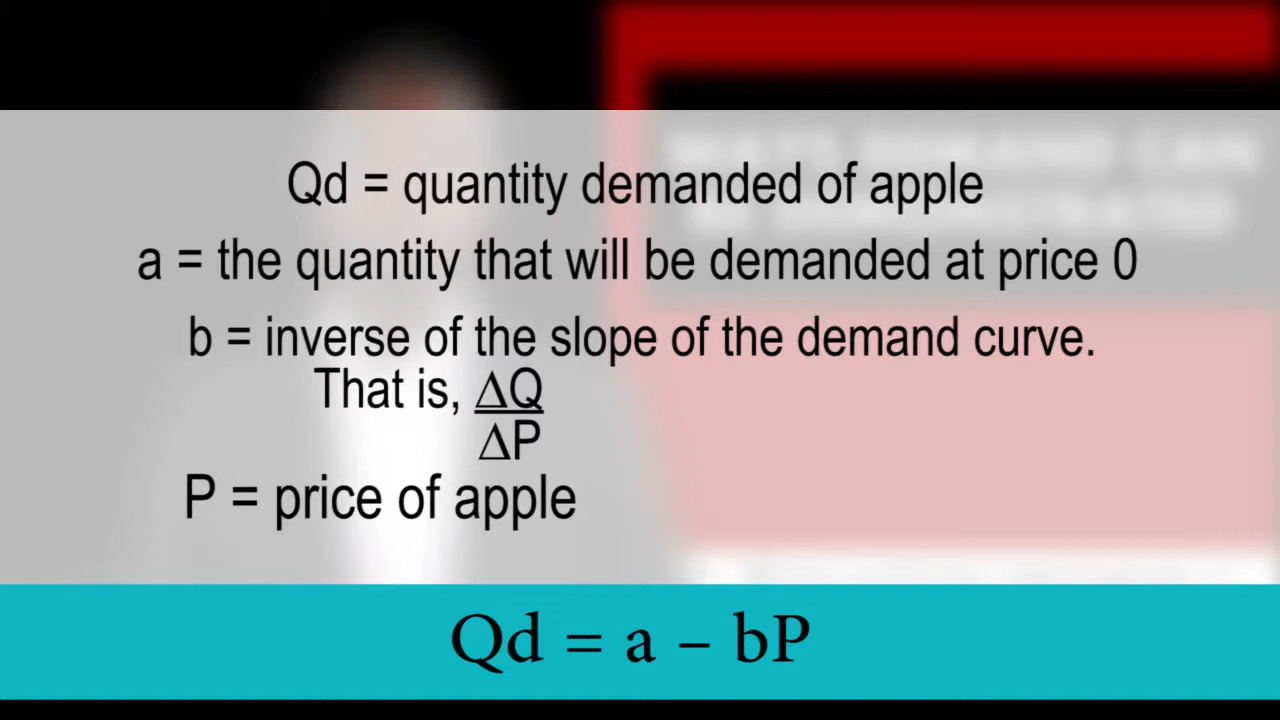 Qd = quantity demanded of apple
a = the quantity that will be demanded at price 0
b = inverse of the slope of the demand curve.
That is, ΔQ
ΔP
P = price of apple
Qd = a – bP